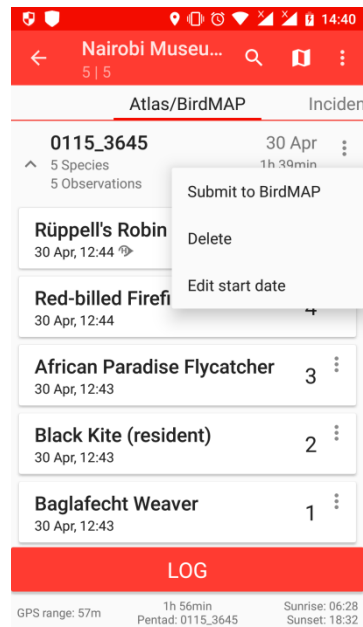 14:40
Nairobi Museu...
5 | 5
Atlas/BirdMAP Inciden
0115_3645 30 Apr
5 Species 1h 39min
5 Observations
Submit to BirdMAP
Delete
Edit start date
Rüppell's Robin
30 Apr, 12:44
Red-billed Firefi
4
30 Apr, 12:44
African Paradise Flycatcher 3
30 Apr, 12:43
Black Kite (resident) 2
30 Apr, 12:43
Baglafecht Weaver 1
30 Apr, 12:43
LOG
GPS range: 57m 1h 56min Sunrise: 06:28
Pentad: 0115_3645 Sunset: 18:32